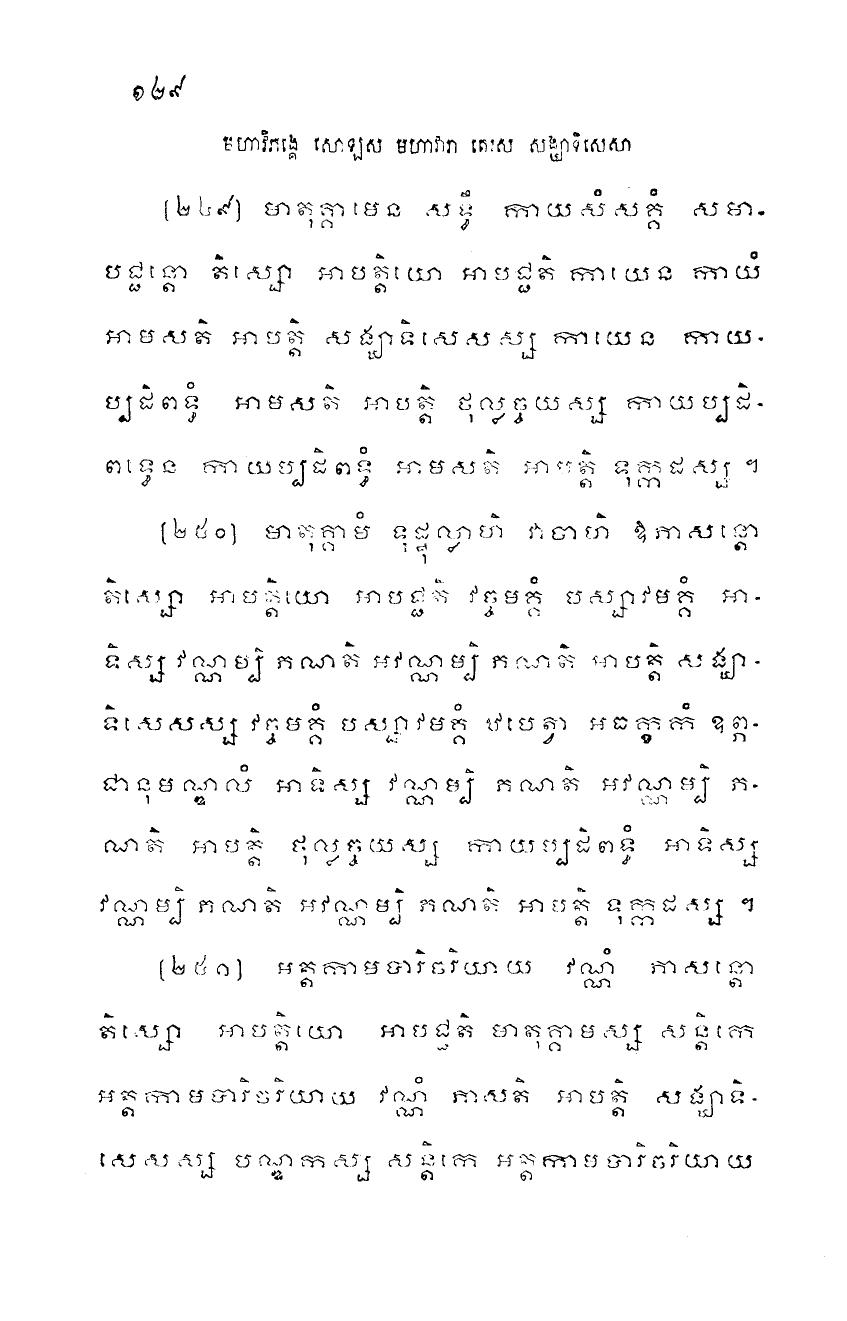 ១២៩
មហាវិភង្គេ សោឡស មហាវារា តេរស សង្ឃាទិសេសា
(២៤៩) មាតុគ្គាមេន សទ្ធឹ កាយសំសគ្គំ សមា-
បជ្ជន្តោ តិស្សោ អាបត្តិយោ អាបជ្ជតិ កាយេន កាយំ
អាមសតិ អាបត្តិ សង្ឃាទិសេសស្ស កាយេន កាយ-
ប្បដិពទ្ធំ អាមសតិ អាបត្តិ ថុល្លច្ចយស្ស កាយប្បដិ-
ពទ្ធេន កាយប្បដិពទ្ធំ អាមសតិ អាបត្តិ ទុក្កដស្ស ។
(២៥០) មាតុគ្គាមំ ទុដ្ឋុល្លាហិ វាចាហិ ឱភាសន្តោ
តិស្សោ អាបត្តិយោ អាបជ្ជតិ វច្ចមគ្គំ បស្សាវមគ្គំ អា-
ទិស្ស វណ្ណម្បិ ភណតិ អវណ្ណម្បិ ភណតិ អាបត្តិ សង្ឃា-
ទិសេសស្ស វច្ចមគ្គំ បស្សាវមគ្គំ ឋបេត្វា អធក្ខកំ ឧព្ភ-
ជានុមណ្ឌលំ អាទិស្ស វណ្ណម្បិ ភណតិ អវណ្ណម្បិ ភ-
ណតិ អាបត្តិ ថុល្លច្ចយស្ស កាយប្បដិពទ្ធំ អាទិស្ស
វណ្ណម្បិ ភណតិ អវណ្ណម្បិ ភណតិ អាបត្តិ ទុក្កដស្ស ។
(២៥១) អត្តកាមបារិចរិយាយ វណ្ណំ ភាសន្តោ
តិស្សោ អាបត្តិយោ អាបជ្ជតិ មាតុគ្គាមស្ស សន្តិកេ
អត្តកាមបារិចរិយាយ វណ្ណំ ភាសតិ អាបត្តិ សង្ឃាទិ-
សេសស្ស បណ្ឌកស្ស សន្តិកេ អត្តកាមបារិចរិយាយ